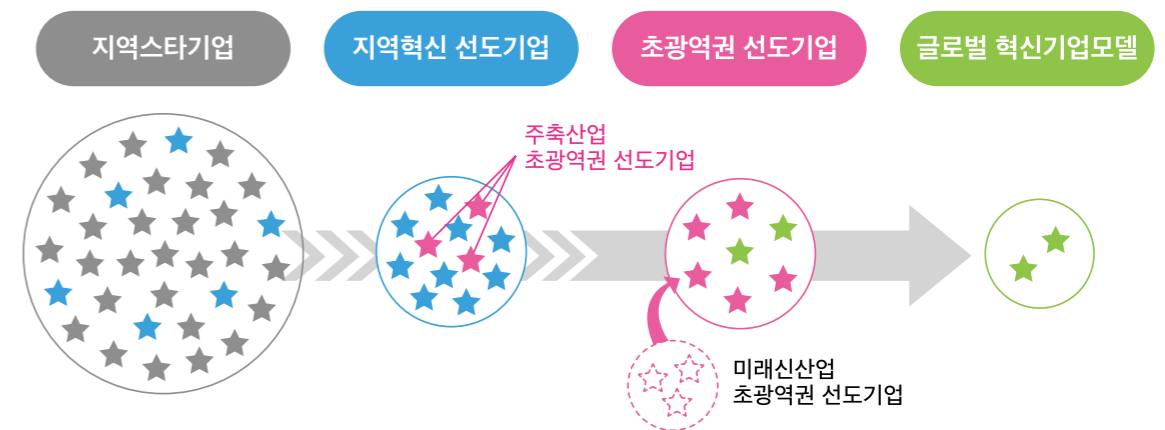 지역스타기업
지역혁신 선도기업
초광역권 선도기업
글로벌 혁신기업모델
주축산업
초광역권 선도기업
미래신산업
초광역권 선도기업